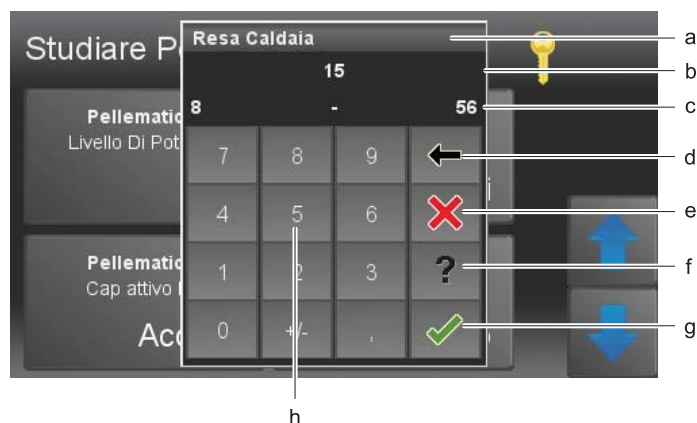 Studiare P
Resa Caldaia
a
15
b
8 - 56
c
Pellematic
Livello Di Pot
7 8 9
d
4 5 6
i
e
Pellematic
Cap attivo
1 2 3 ?
f
Acc
0 +/- ,
g
h